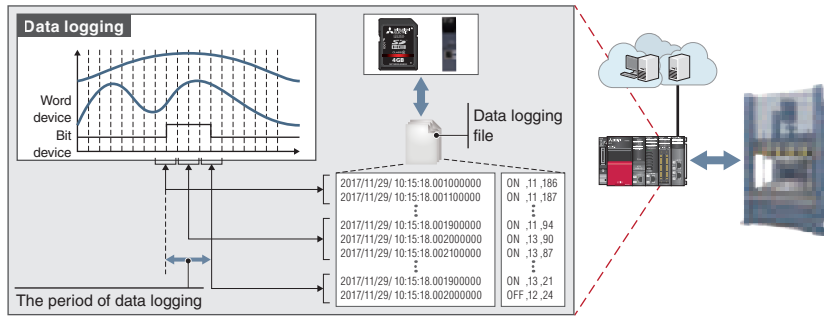 Data logging
Word
device
Bit
device
4GB
Data logging
file
2017/11/29/ 10:15:18.001000000 ON ,11 ,186
2017/11/29/ 10:15:18.001100000 ON ,11 ,187
2017/11/29/ 10:15:18.001900000 ON ,11 ,94
2017/11/29/ 10:15:18.002000000 ON ,13 ,90
2017/11/29/ 10:15:18.002100000 ON ,13 ,87
2017/11/29/ 10:15:18.001900000 ON ,13 ,21
2017/11/29/ 10:15:18.002000000 OFF ,12 ,24
The period of data logging